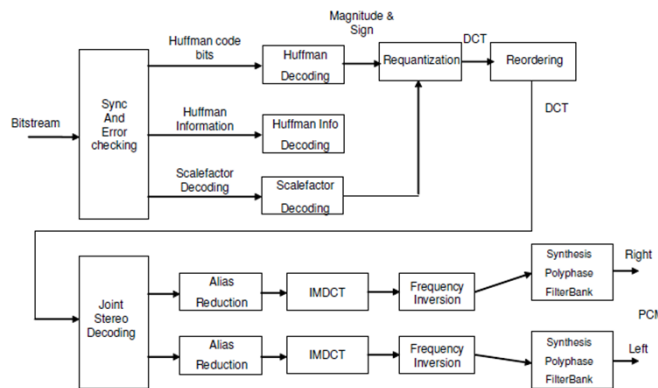 Magnitude &
Sign
Huffman code
bits
Huffman
Decoding
DCT
Requantization
Reordering
DCT
Sync
And
Error
checking
Bitstream
Huffman
Information
Huffman Info
Decoding
Scalefactor
Decoding
Scalefactor
Decoding
Joint
Stereo
Decoding
Alias
Reduction
IMDCT
Frequency
Inversion
Synthesis
Polyphase
FilterBank
Right
PCM
Alias
Reduction
IMDCT
Frequency
Inversion
Synthesis
Polyphase
FilterBank
Left